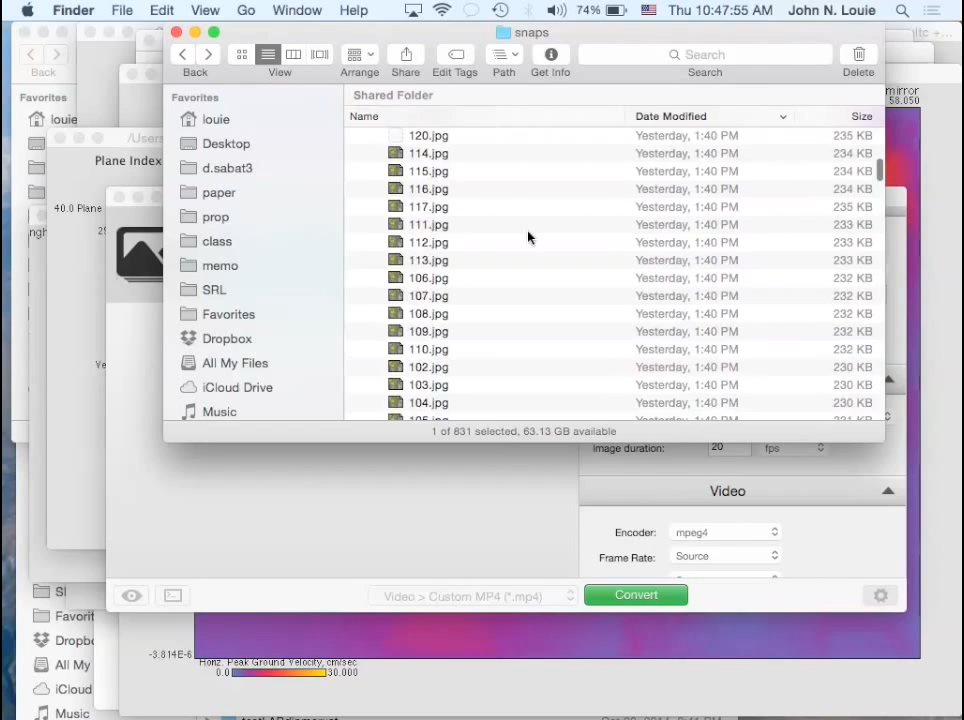 Finder File Edit View Go Window Help 74% Thu 10:47:55 AM John N. Louie
snaps
Back View Arrange Share Edit Tags Path Get Info Search Delete
Search
Back
Favorites
louie
Shared Folder
Name Date Modified Size
Favorites
louie
Desktop
d.sabat3
paper
prop
class
memo
SRL
Favorites
Dropbox
All My Files
iCloud Drive
Music
120.jpg Yesterday, 1:40 PM 235 KB
114.jpg Yesterday, 1:40 PM 234 KB
115.jpg Yesterday, 1:40 PM 234 KB
116.jpg Yesterday, 1:40 PM 234 KB
117.jpg Yesterday, 1:40 PM 235 KB
111.jpg Yesterday, 1:40 PM 233 KB
112.jpg Yesterday, 1:40 PM 233 KB
113.jpg Yesterday, 1:40 PM 233 KB
106.jpg Yesterday, 1:40 PM 232 KB
107.jpg Yesterday, 1:40 PM 232 KB
108.jpg Yesterday, 1:40 PM 232 KB
109.jpg Yesterday, 1:40 PM 232 KB
110.jpg Yesterday, 1:40 PM 232 KB
102.jpg Yesterday, 1:40 PM 230 KB
103.jpg Yesterday, 1:40 PM 230 KB
104.jpg Yesterday, 1:40 PM 230 KB
1 of 831 selected, 63.13 GB available
mirror
58.050
/Users
Plane Index
40.0 Plane
Image duration: 20 fps
Video
Encoder: mpeg4
Frame Rate: Source
Video > Custom MP4 (*.mp4) Convert
Favorit
Dropbo
All My
iCloud
Music
-3.814E-6
Horz. Peak Ground Velocity, cm/sec
0.0 30.000